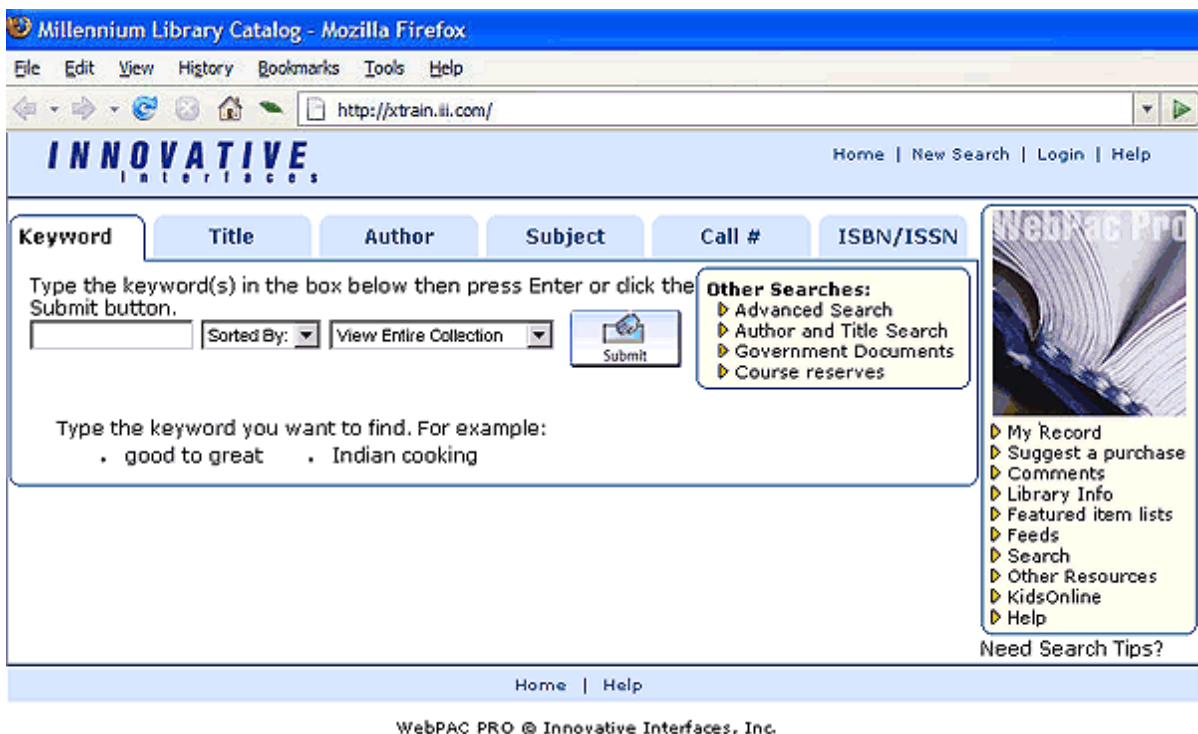 Millennium Library Catalog - Mozilla Firefox
File Edit View History Bookmarks Tools Help
http://xtrain.iii.com/
INNOVATIVE
Interfaces
Home | New Search | Login | Help
Keyword Title Author Subject Call # ISBN/ISSN
Type the keyword(s) in the box below then press Enter or click the
Submit button.
Sorted By: View Entire Collection Submit
Other Searches:
Advanced Search
Author and Title Search
Government Documents
Course reserves
Type the keyword you want to find. For example:
• good to great • Indian cooking
WebPac Pro
My Record
Suggest a purchase
Comments
Library Info
Featured item lists
Feeds
Search
Other Resources
KidsOnline
Help
Need Search Tips?
Home | Help
WebPAC PRO © Innovative Interfaces, Inc.